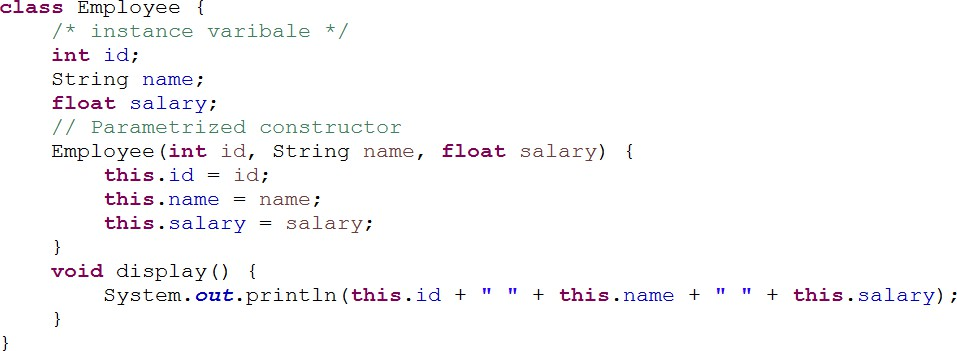 class Employee {
    /* instance varibale */
    int id;
    String name;
    float salary;
    // Parametrized constructor
    Employee(int id, String name, float salary) {
        this.id = id;
        this.name = name;
        this.salary = salary;
    }
    void display() {
        System.out.println(this.id + " " + this.name + " " + this.salary);
    }
}